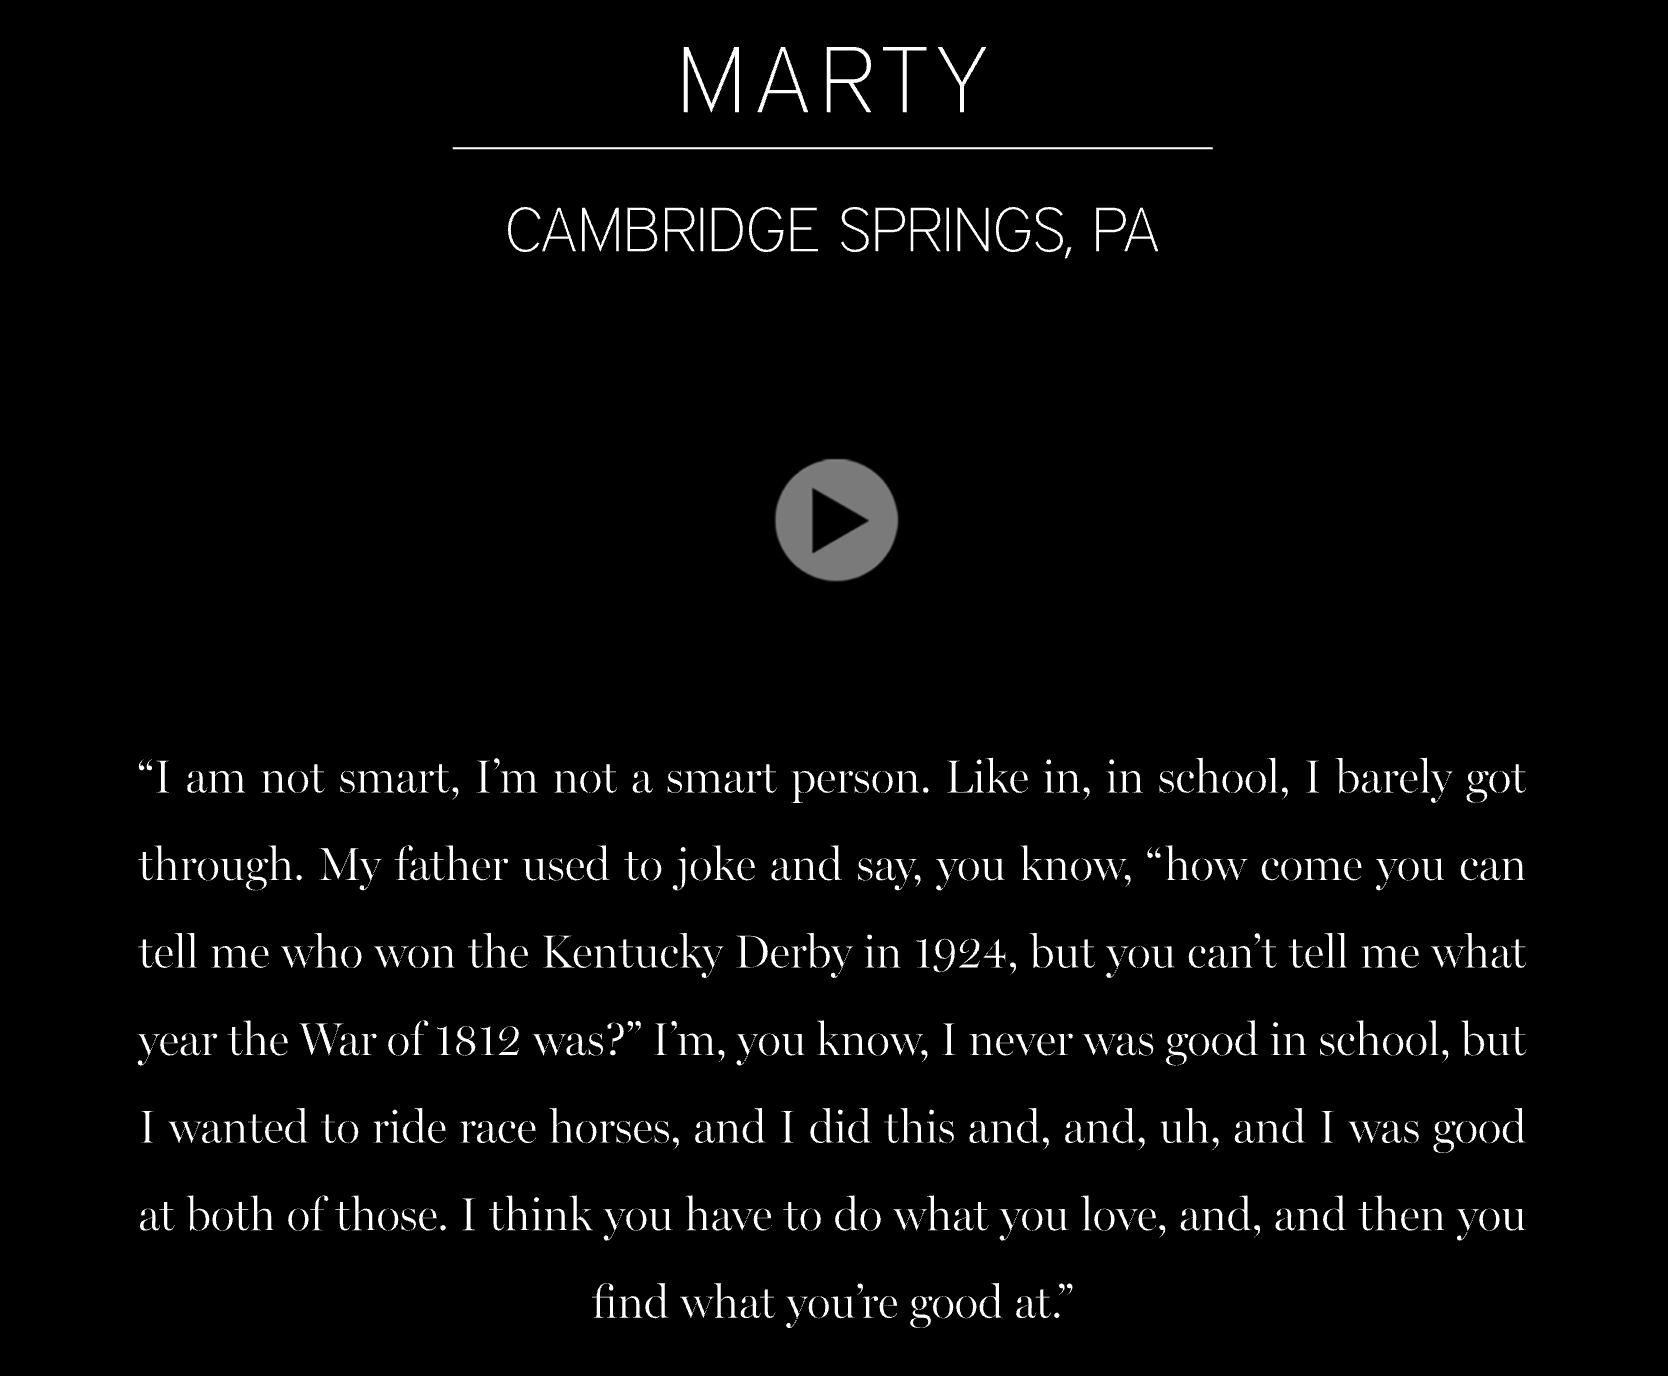 MARTY
CAMBRIDGE SPRINGS, PA
“I am not smart, I’m not a smart person. Like in, in school, I barely got
through. My father used to joke and say, you know, “how come you can
tell me who won the Kentucky Derby in 1924, but you can’t tell me what
year the War of 1812 was?” I’m, you know, I never was good in school, but
I wanted to ride race horses, and I did this and, and, uh, and I was good
at both of those. I think you have to do what you love, and, and then you
find what you’re good at.”